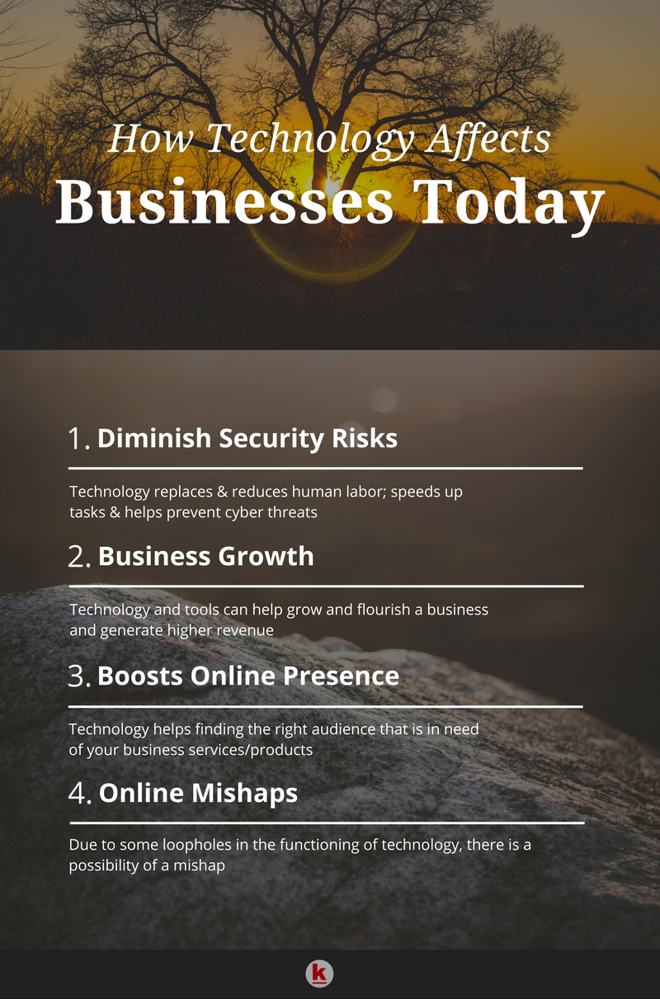 How Technology Affects
Businesses Today
1. Diminish Security Risks
Technology replaces & reduces human labor; speeds up
tasks & helps prevent cyber threats
2. Business Growth
Technology and tools can help grow and flourish a business
and generate higher revenue
3. Boosts Online Presence
Technology helps finding the right audience that is in need
of your business services/products
4. Online Mishaps
Due to some loopholes in the functioning of technology, there is a
possibility of a mishap
k